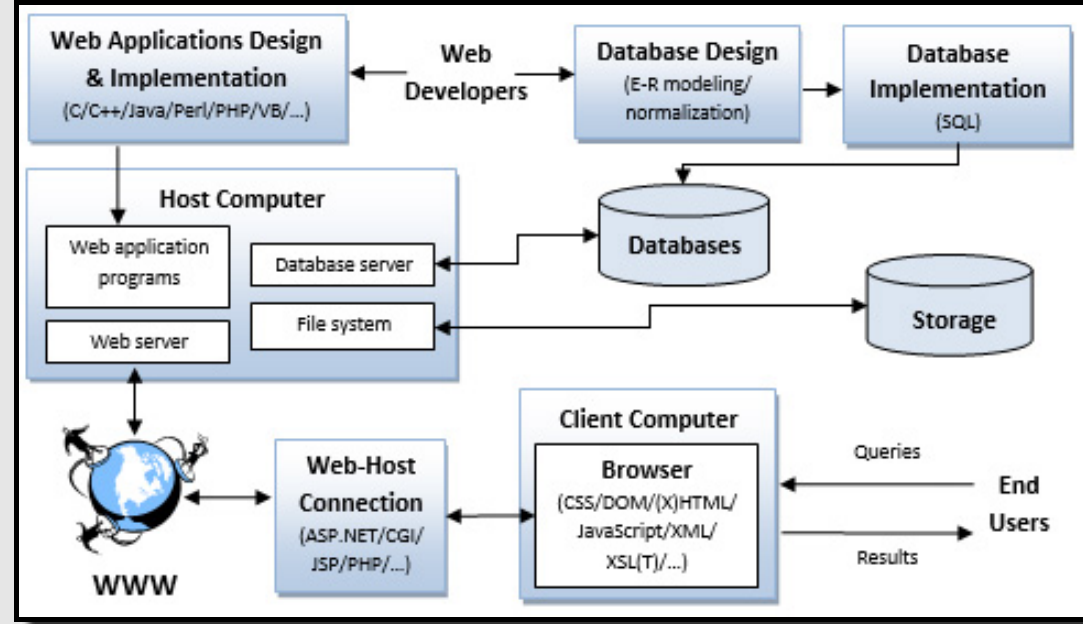 Web Applications Design
& Implementation
(C/C++/Java/Perl/PHP/VB/...)
Web
Developers
Database Design
(E-R modeling/
normalization)
Database
Implementation
(SQL)
Host Computer
Web application
programs
Database server
File system
Web server
Databases
Storage
WWW
Web-Host
Connection
(ASP.NET/CGI/
JSP/PHP/...)
Client Computer
Browser
(CSS/DOM/(X)HTML/
JavaScript/XML/
XSL(T)/...)
Queries
End
Users
Results